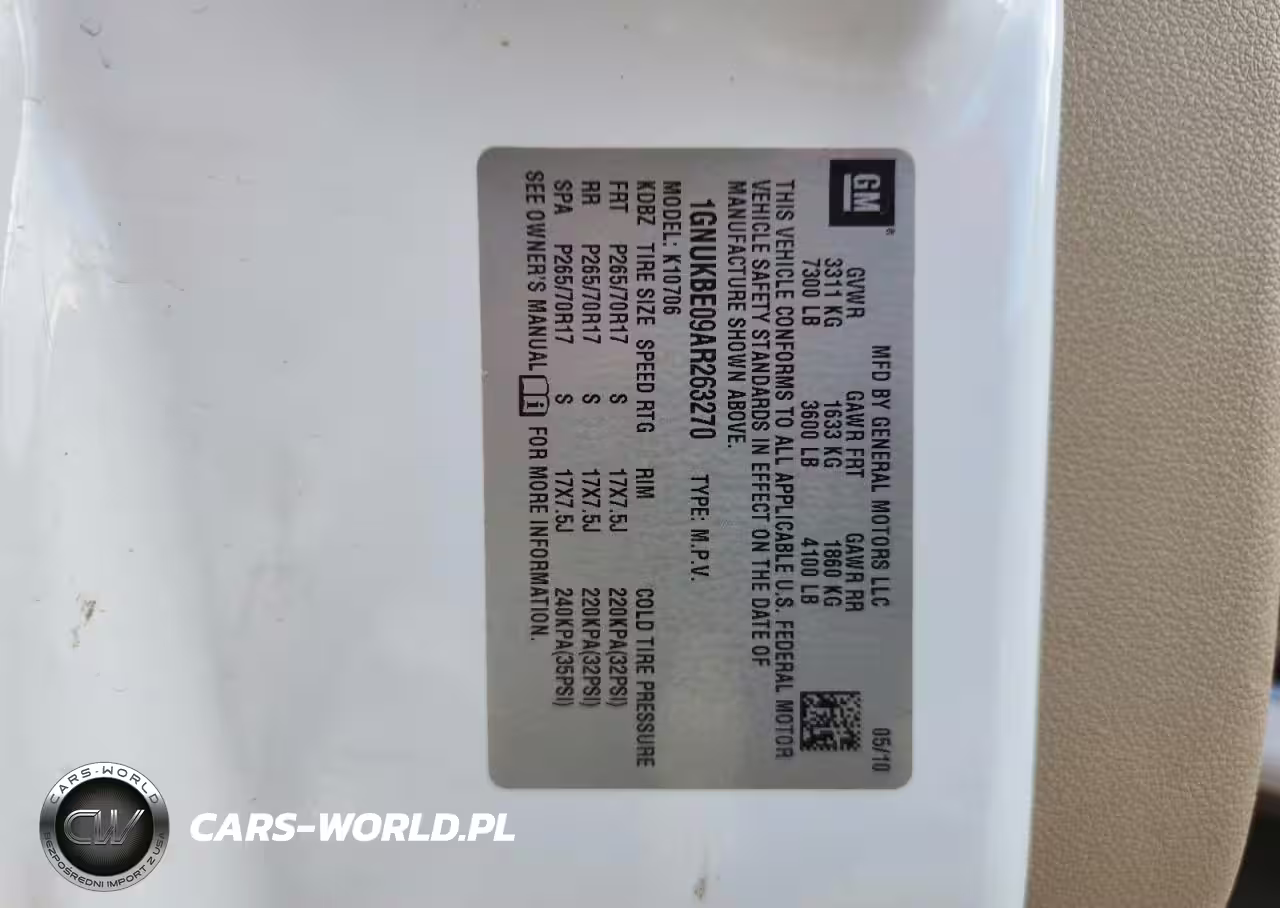 GM®
MFD BY GENERAL MOTORS LLC 05/10
GVWR GAWR FRT GAWR RR
3311 KG 1633 KG 1860 KG
7300 LB 3600 LB 4100 LB
THIS VEHICLE CONFORMS TO ALL APPLICABLE U.S. FEDERAL MOTOR
VEHICLE SAFETY STANDARDS IN EFFECT ON THE DATE OF
MANUFACTURE SHOWN ABOVE.
1GNUKBE09AR263270 TYPE: M.P.V.
MODEL: K10706
KDBZ TIRE SIZE SPEED RTG RIM COLD TIRE PRESSURE
FRT P265/70R17 S 17X7.5J 220KPA(32PSI)
RR P265/70R17 S 17X7.5J 220KPA(32PSI)
SPA P265/70R17 S 17X7.5J 240KPA(35PSI)
SEE OWNER'S MANUAL i FOR MORE INFORMATION.
CARS-WORLD
CW
BEZPOŚREDNI IMPORT Z USA
CARS-WORLD.PL